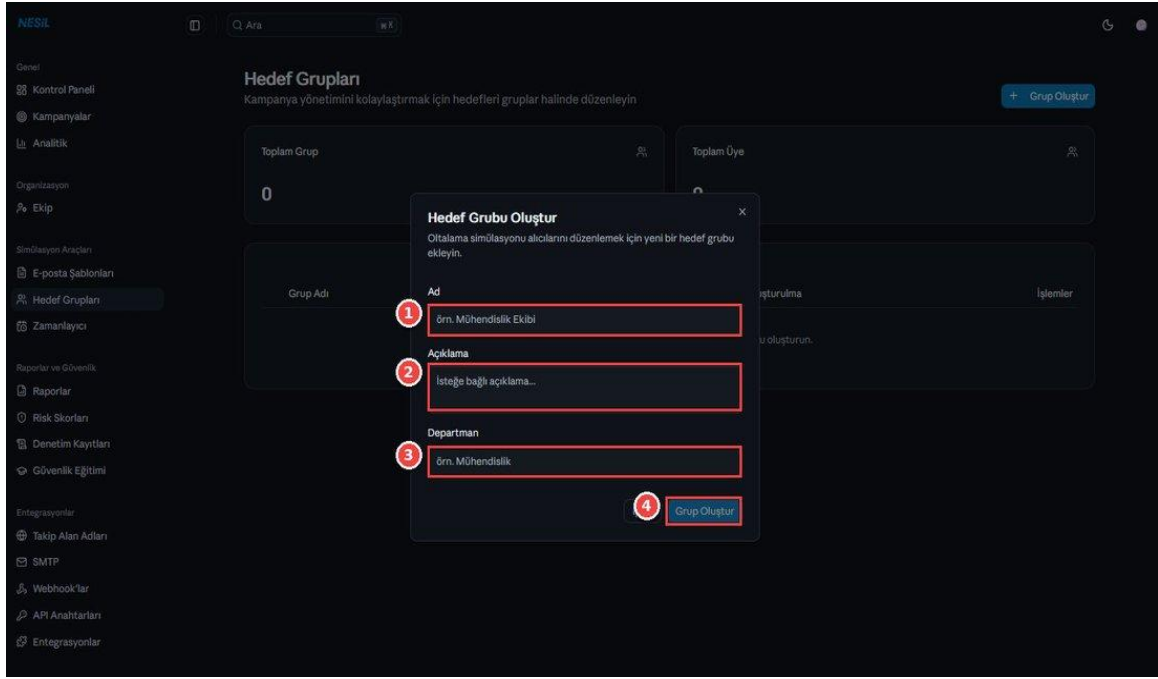 NESİL
Ara
⌘ K
Genel
Kontrol Paneli
Kampanyalar
Analitik
Organizasyon
Ekip
Simülasyon Araçları
E-posta Şablonları
Hedef Grupları
Zamanlayıcı
Raporlar ve Güvenlik
Raporlar
Risk Skorları
Denetim Kayıtları
Güvenlik Eğitimi
Entegrasyonlar
Takip Alan Adları
SMTP
Webhook'lar
API Anahtarları
Entegrasyonlar
Hedef Grupları
Kampanya yönetimini kolaylaştırmak için hedefleri gruplar halinde düzenleyin
+ Grup Oluştur
Toplam Grup
0
Toplam Üye
Grup Adı
İşlemler
u oluşturun.
Hedef Grubu Oluştur
Oltalama simülasyonu alıcılarını düzenlemek için yeni bir hedef grubu
ekleyin.
Ad
1
örn. Mühendislik Ekibi
Açıklama
2
İsteğe bağlı açıklama...
Departman
3
örn. Mühendislik
4
Grup Oluştur